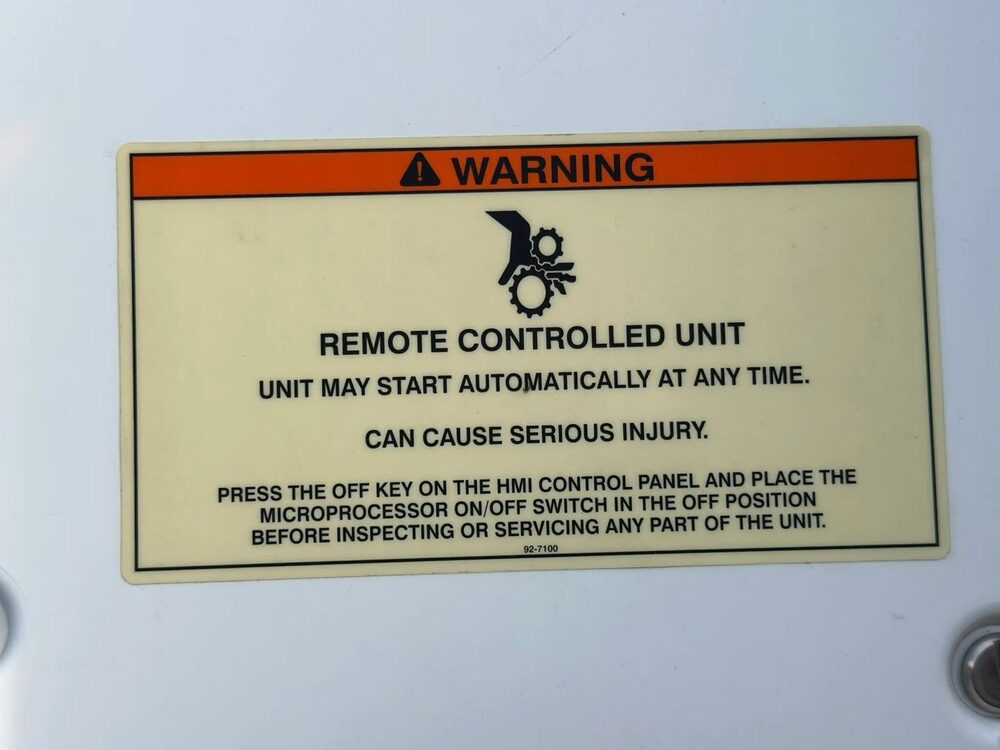 WARNING
REMOTE CONTROLLED UNIT
UNIT MAY START AUTOMATICALLY AT ANY TIME.
CAN CAUSE SERIOUS INJURY.
PRESS THE OFF KEY ON THE HMI CONTROL PANEL AND PLACE THE
MICROPROCESSOR ON/OFF SWITCH IN THE OFF POSITION
BEFORE INSPECTING OR SERVICING ANY PART OF THE UNIT.
92-7100